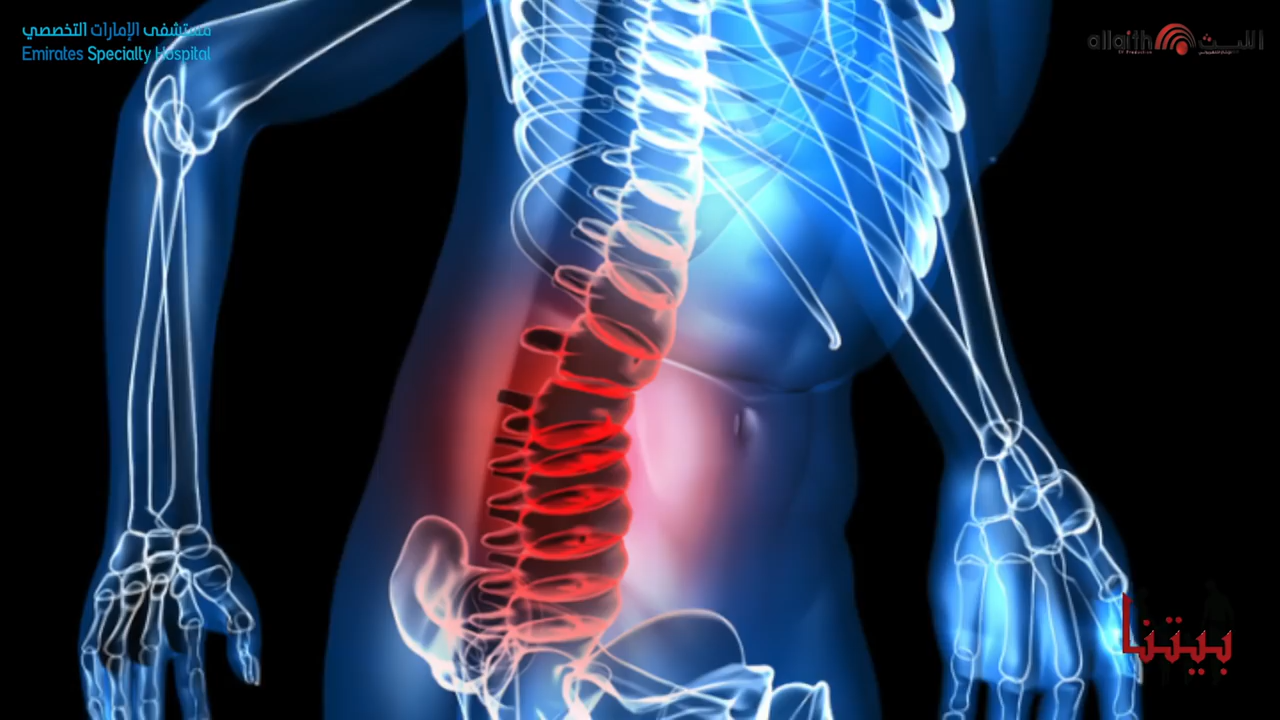 مستشفى الإمارات التخصصي
Emirates Specialty Hospital
allaith الليث
بيتنا